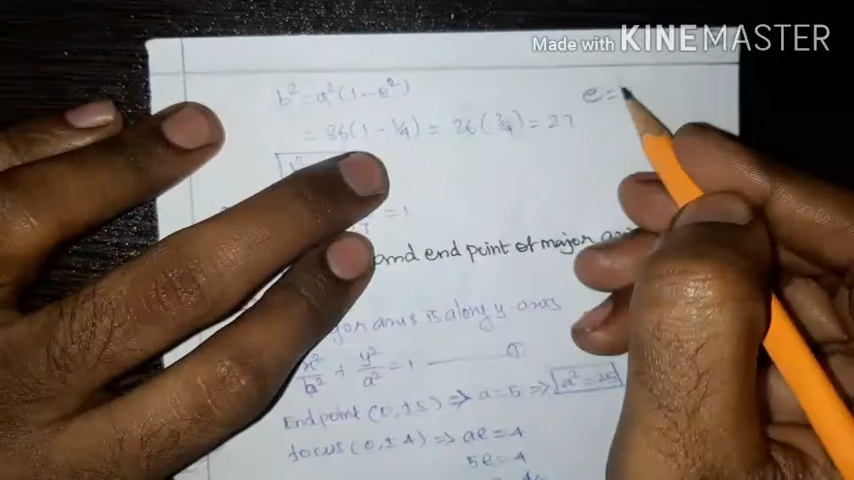 Made with KINEMASTER
b² = a²(1 - e²)
e =
= 36(1 - 1/4) = 36(3/4) = 27
= 1
and end point of major
major axis is along y-axis
x²/b² + y²/a² = 1 ——— ①
End point (0, ±5) => a = 5 => a² = 25
focus (0, ±4) => ae = 4
5e = 4